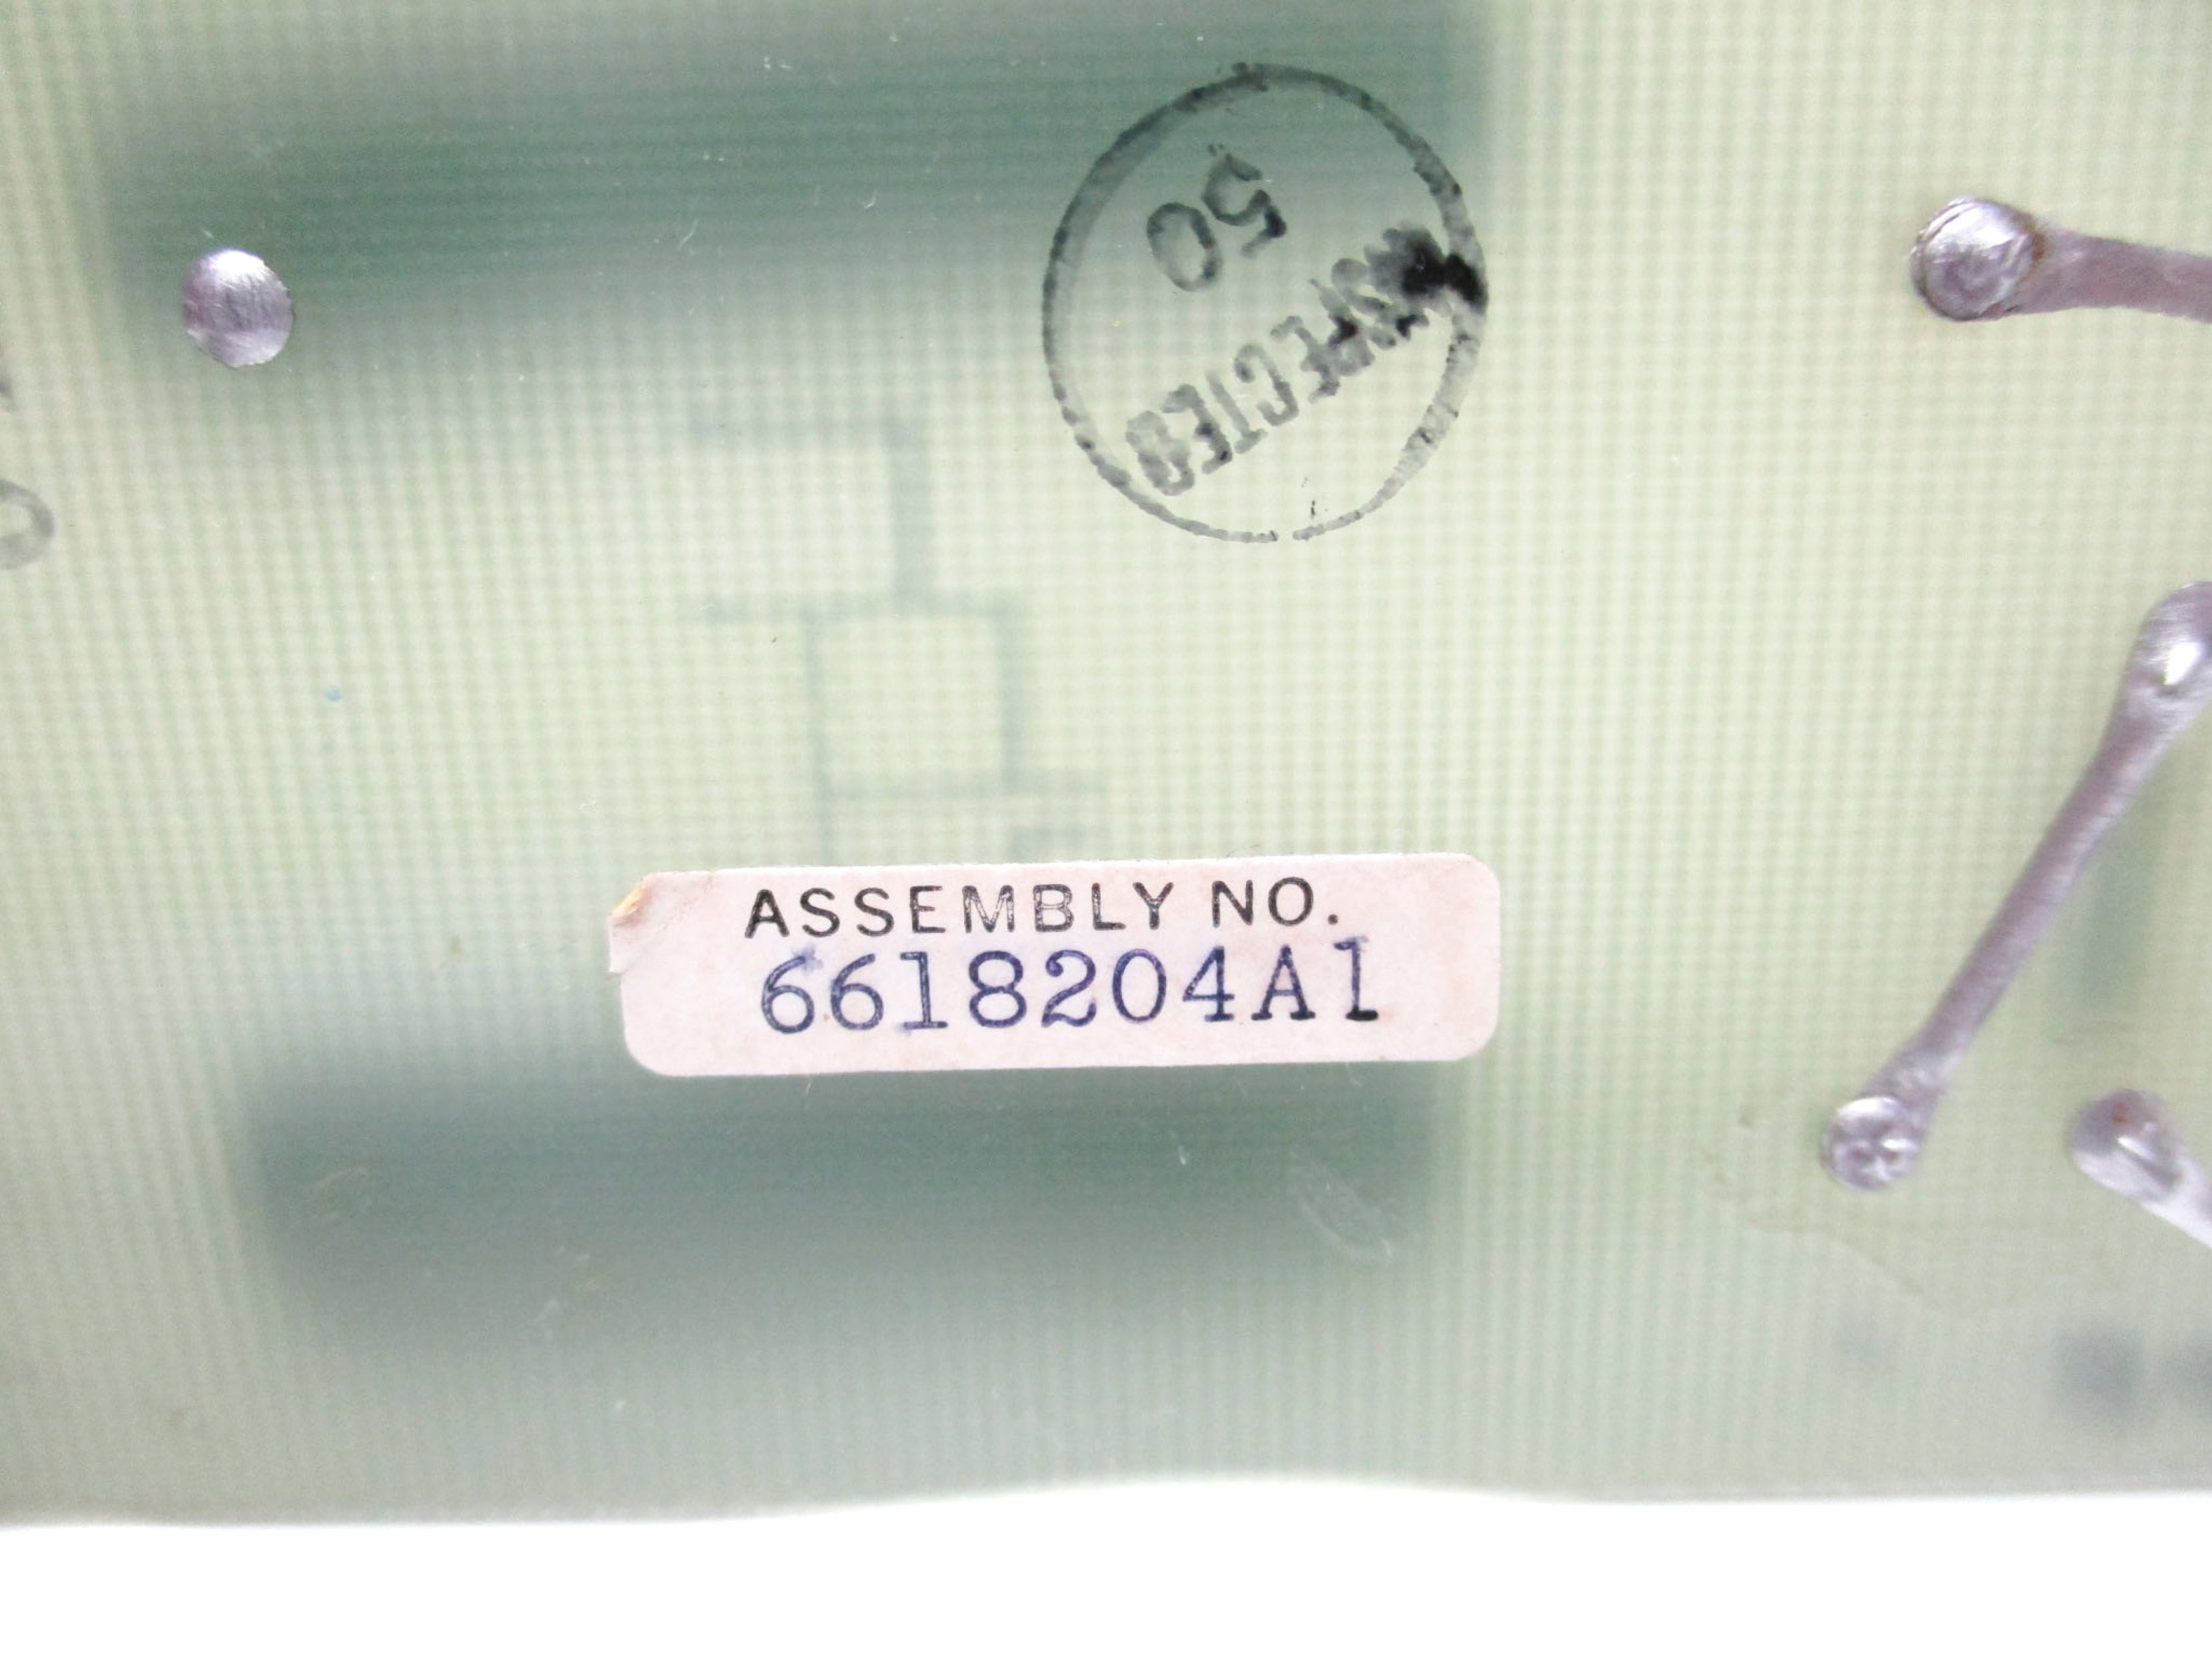 50
INSPECTED
ASSEMBLY NO.
6618204A1